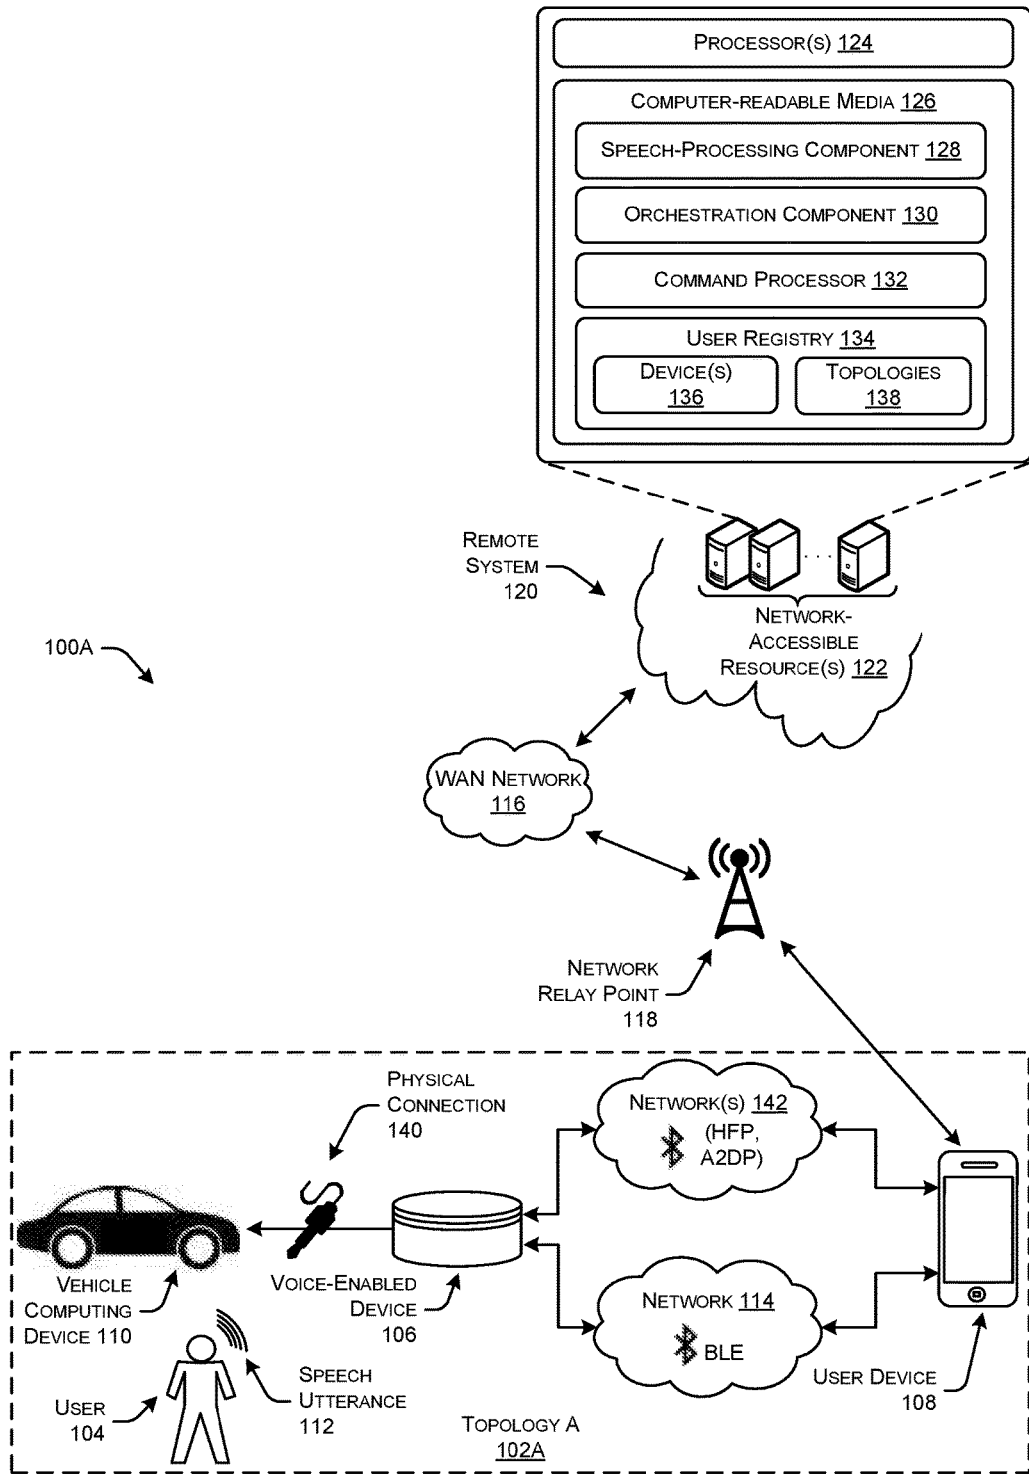 PROCESSOR(S) 124
COMPUTER-READABLE MEDIA 126
SPEECH-PROCESSING COMPONENT 128
ORCHESTRATION COMPONENT 130
COMMAND PROCESSOR 132
USER REGISTRY 134
DEVICE(S)
136
TOPOLOGIES
138
REMOTE
SYSTEM
120
NETWORK-
ACCESSIBLE
RESOURCE(S) 122
100A
WAN NETWORK
116
NETWORK
RELAY POINT
118
PHYSICAL
CONNECTION
140
NETWORK(S) 142
(HFP,
A2DP)
VEHICLE
COMPUTING
DEVICE 110
VOICE-ENABLED
DEVICE
106
NETWORK 114
BLE
USER DEVICE
108
USER
104
SPEECH
UTTERANCE
112
TOPOLOGY A
102A